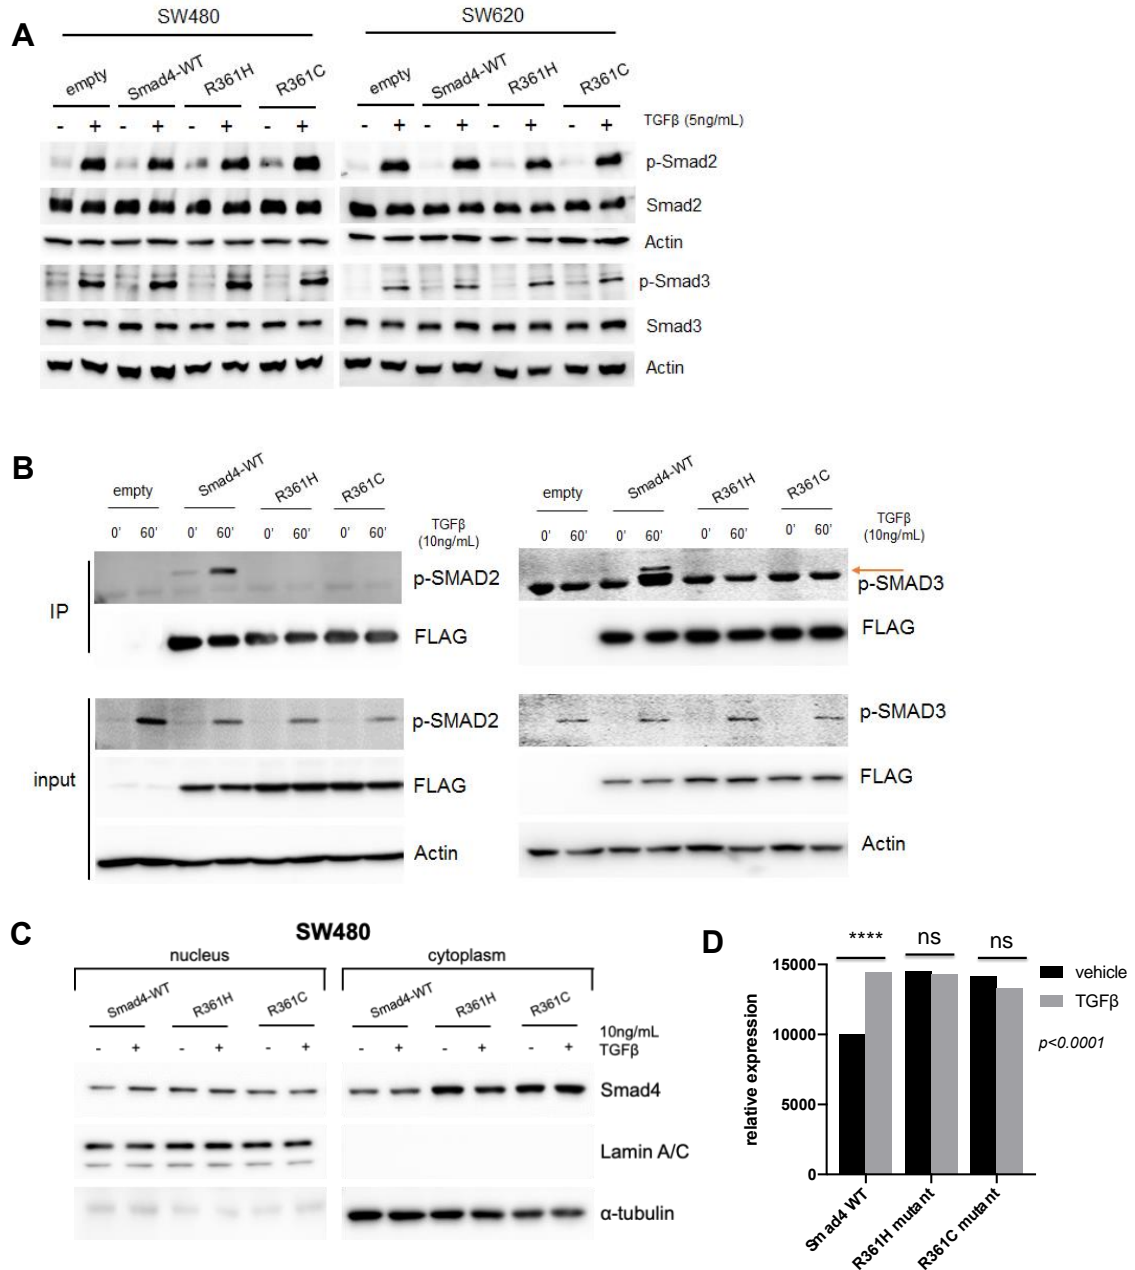 A
SW480 SW620
empty Smad4-WT R361H R361C empty Smad4-WT R361H R361C
- + - + - + - + - + - + - + - + TGFβ (5ng/mL)
p-Smad2
Smad2
Actin
p-Smad3
Smad3
Actin
B
empty Smad4-WT R361H R361C
0' 60' 0' 60' 0' 60' 0' 60'
TGFβ
(10ng/mL)
IP
p-SMAD2
FLAG
input
p-SMAD2
FLAG
Actin
empty Smad4-WT R361H R361C
0' 60' 0' 60' 0' 60' 0' 60'
TGFβ
(10ng/mL)
p-SMAD3
FLAG
p-SMAD3
FLAG
Actin
C
SW480
nucleus cytoplasm
Smad4-WT R361H R361C Smad4-WT R361H R361C
- + - + - + - + - + - +
10ng/mL
TGFβ
Smad4
Lamin A/C
α-tubulin
D
**** ns ns
15000
10000
5000
0
relative expression
Smad4 WT
R361H mutant
R361C mutant
vehicle
TGFβ
p<0.0001